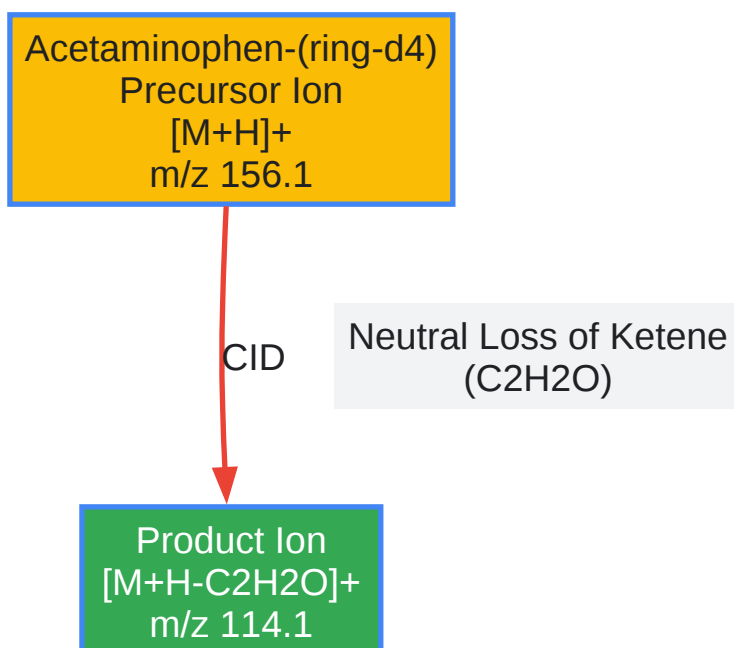 Acetaminophen-(ring-d4)
Precursor Ion
[M+H]+
m/z 156.1
CID
Neutral Loss of Ketene
(C2H2O)
Product Ion
[M+H-C2H2O]+
m/z 114.1